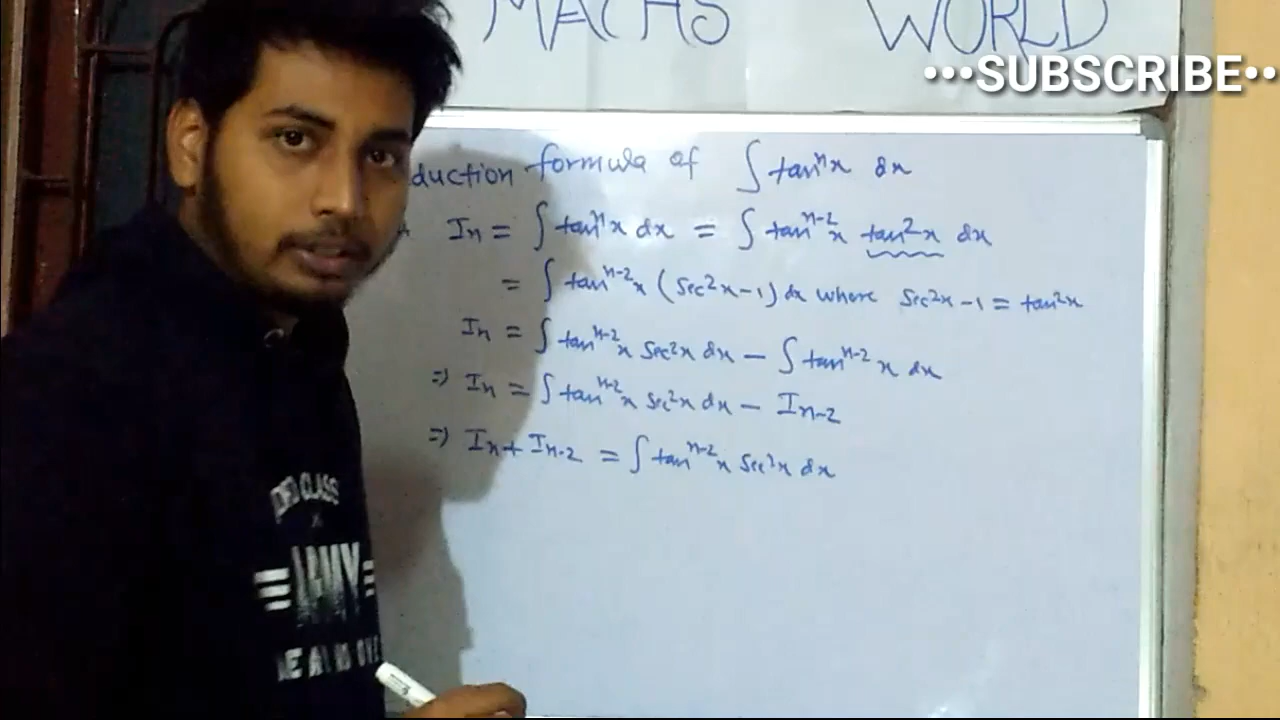 MATHS WORLD
•••SUBSCRIBE••
duction formula of ∫ tanⁿx dx
Iₙ = ∫ tanⁿx dx = ∫ tanⁿ⁻²x tan²x dx
= ∫ tanⁿ⁻²x (sec²x-1) dx where sec²x-1 = tan²x
Iₙ = ∫ tanⁿ⁻²x sec²x dx - ∫ tanⁿ⁻²x dx
⇒ Iₙ = ∫ tanⁿ⁻²x sec²x dx - Iₙ₋₂
⇒ Iₙ + Iₙ₋₂ = ∫ tanⁿ⁻²x sec²x dx
CLASS
X
ARMY